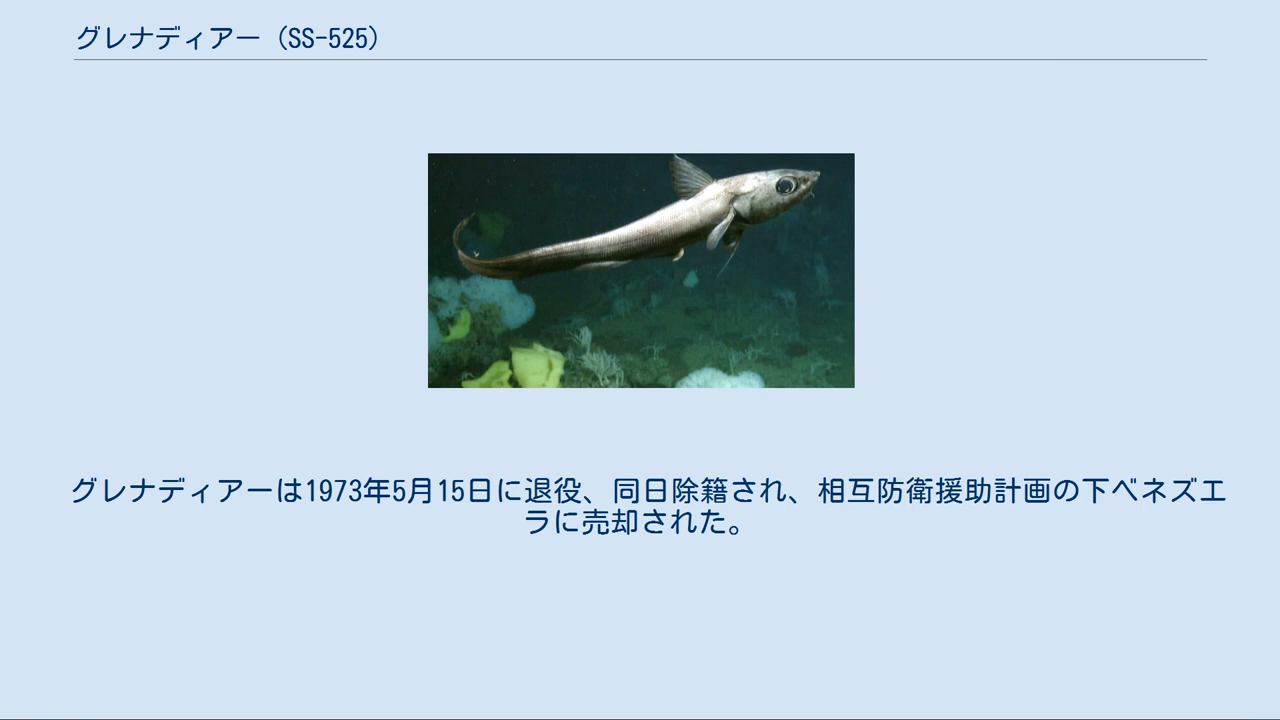 グレナディアー（SS-525）
グレナディアーは1973年5月15日に退役、同日除籍され、相互防衛援助計画の下ベネズエ
ラに売却された。